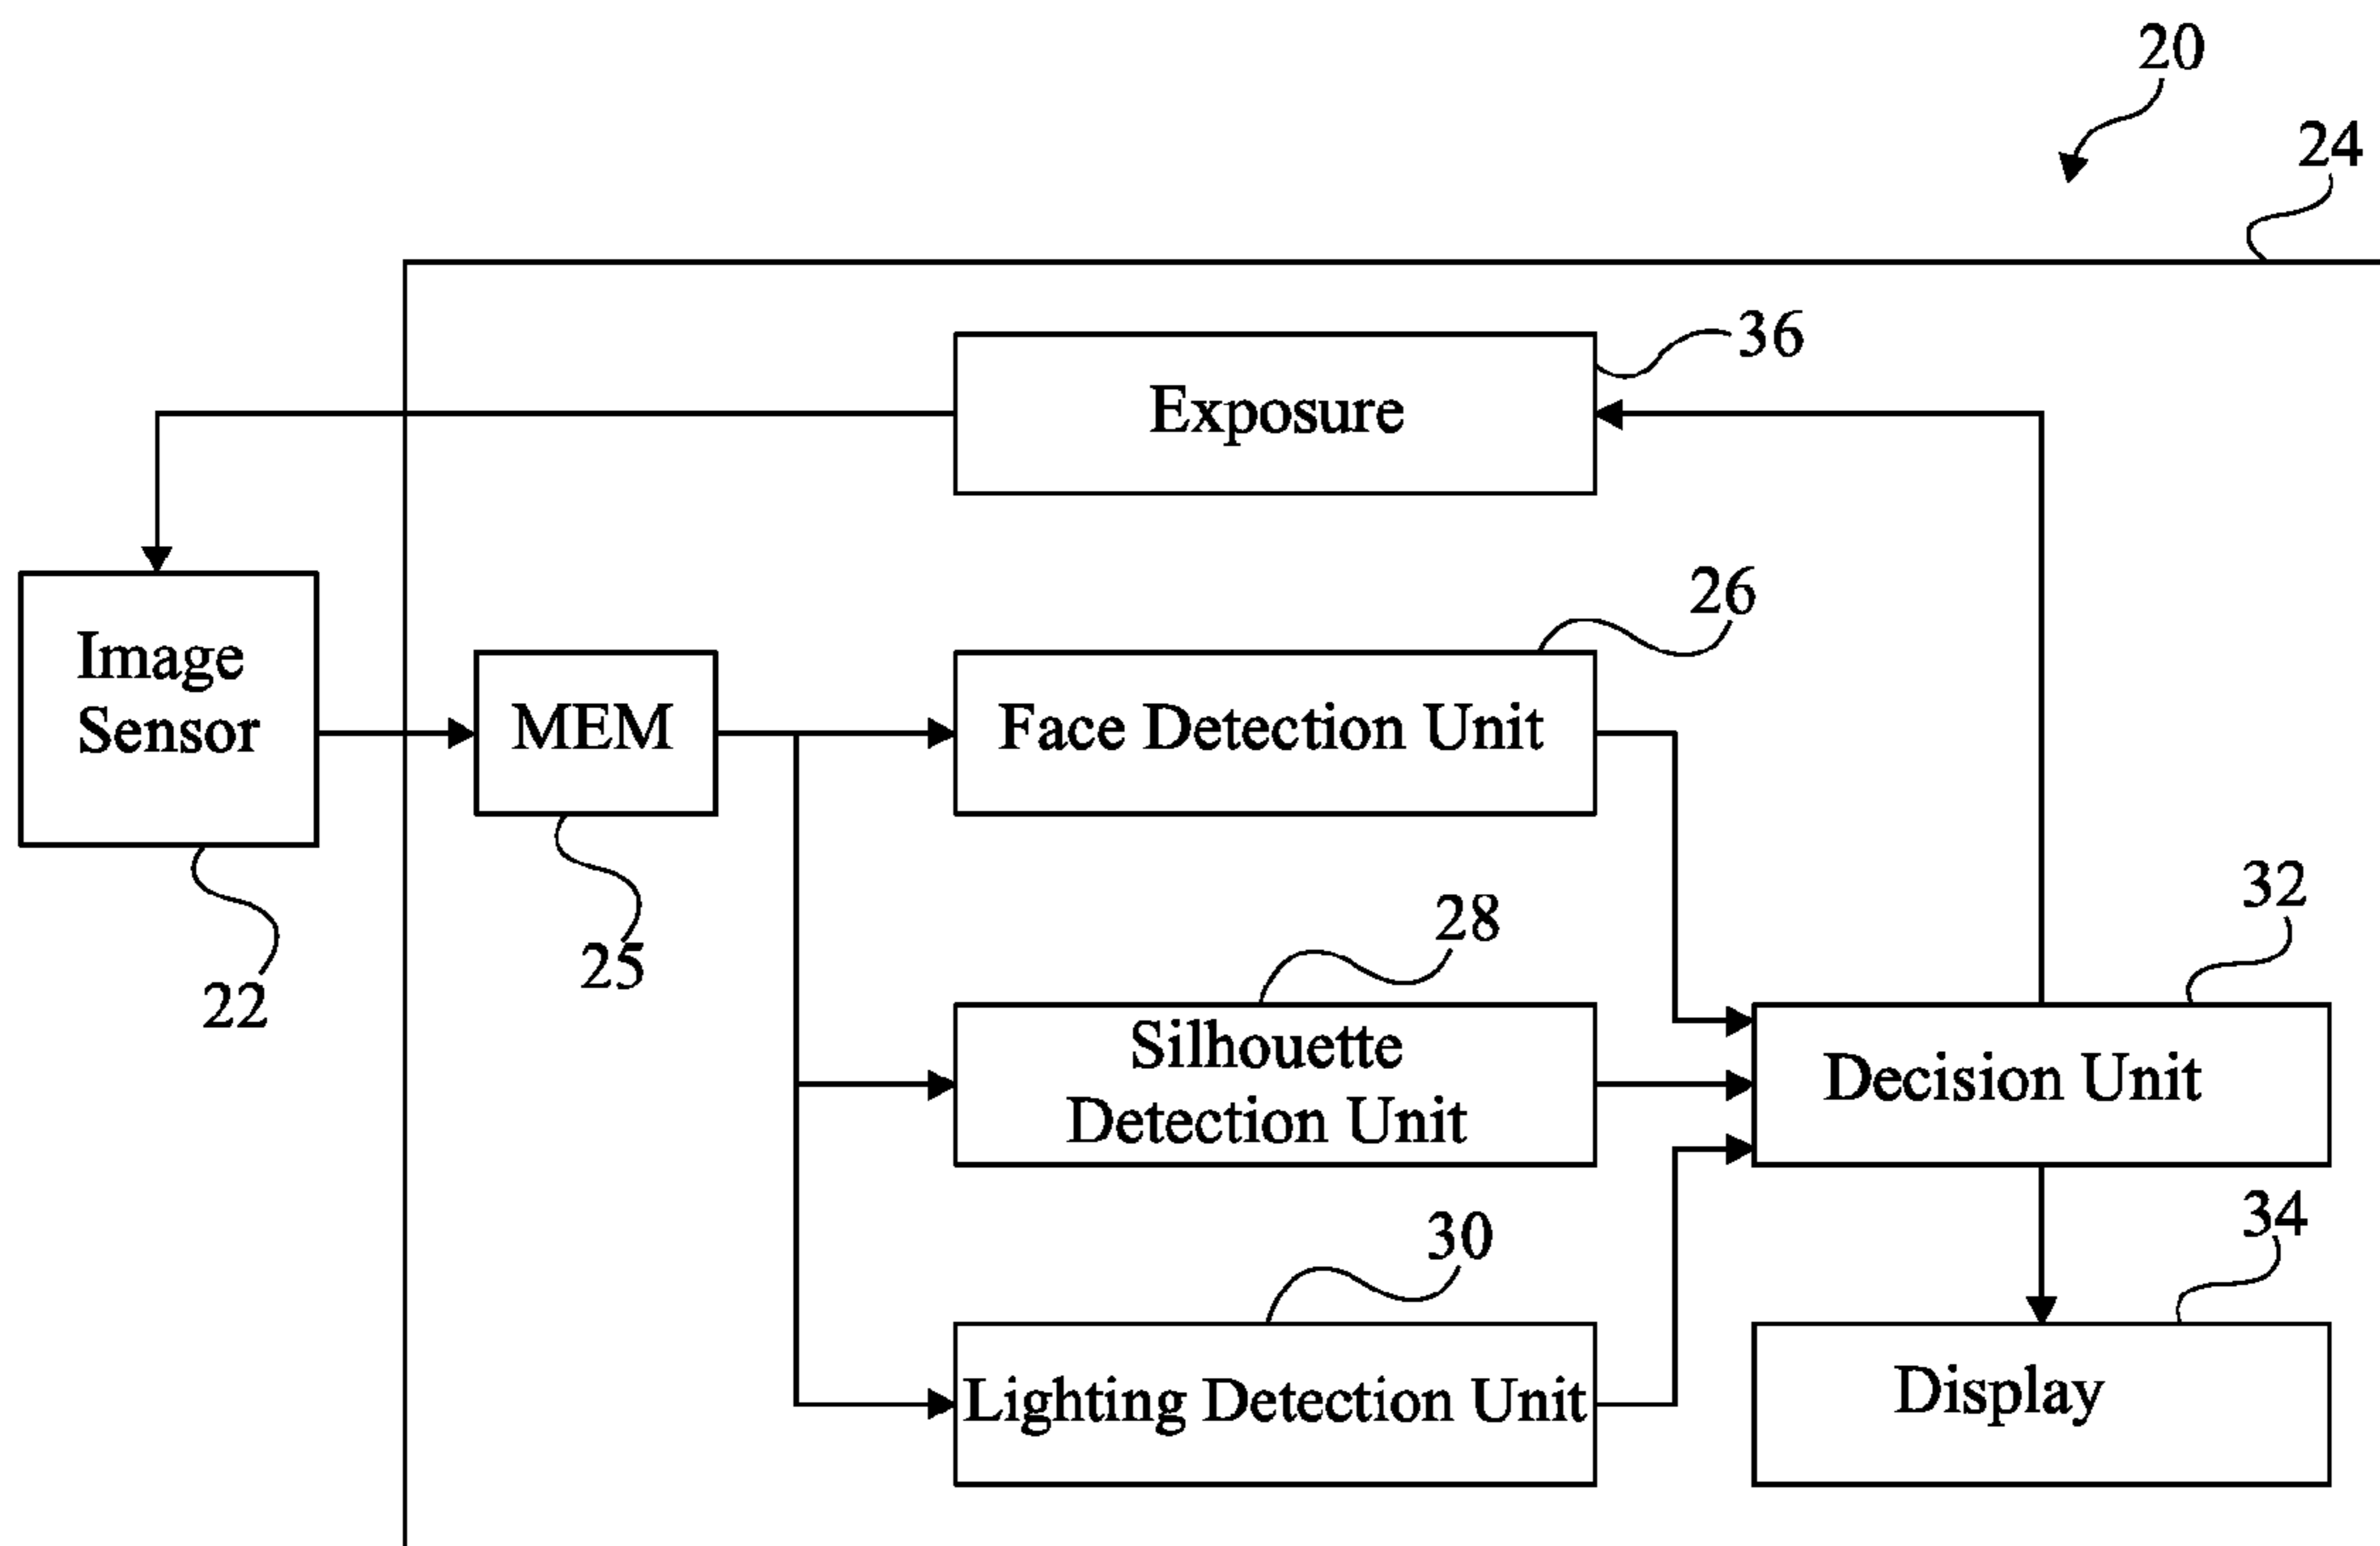 20
24
36
Exposure
26
Image
Sensor
MEM
Face Detection Unit
32
28
25
22
Silhouette
Detection Unit
Decision Unit
34
30
Lighting Detection Unit
Display